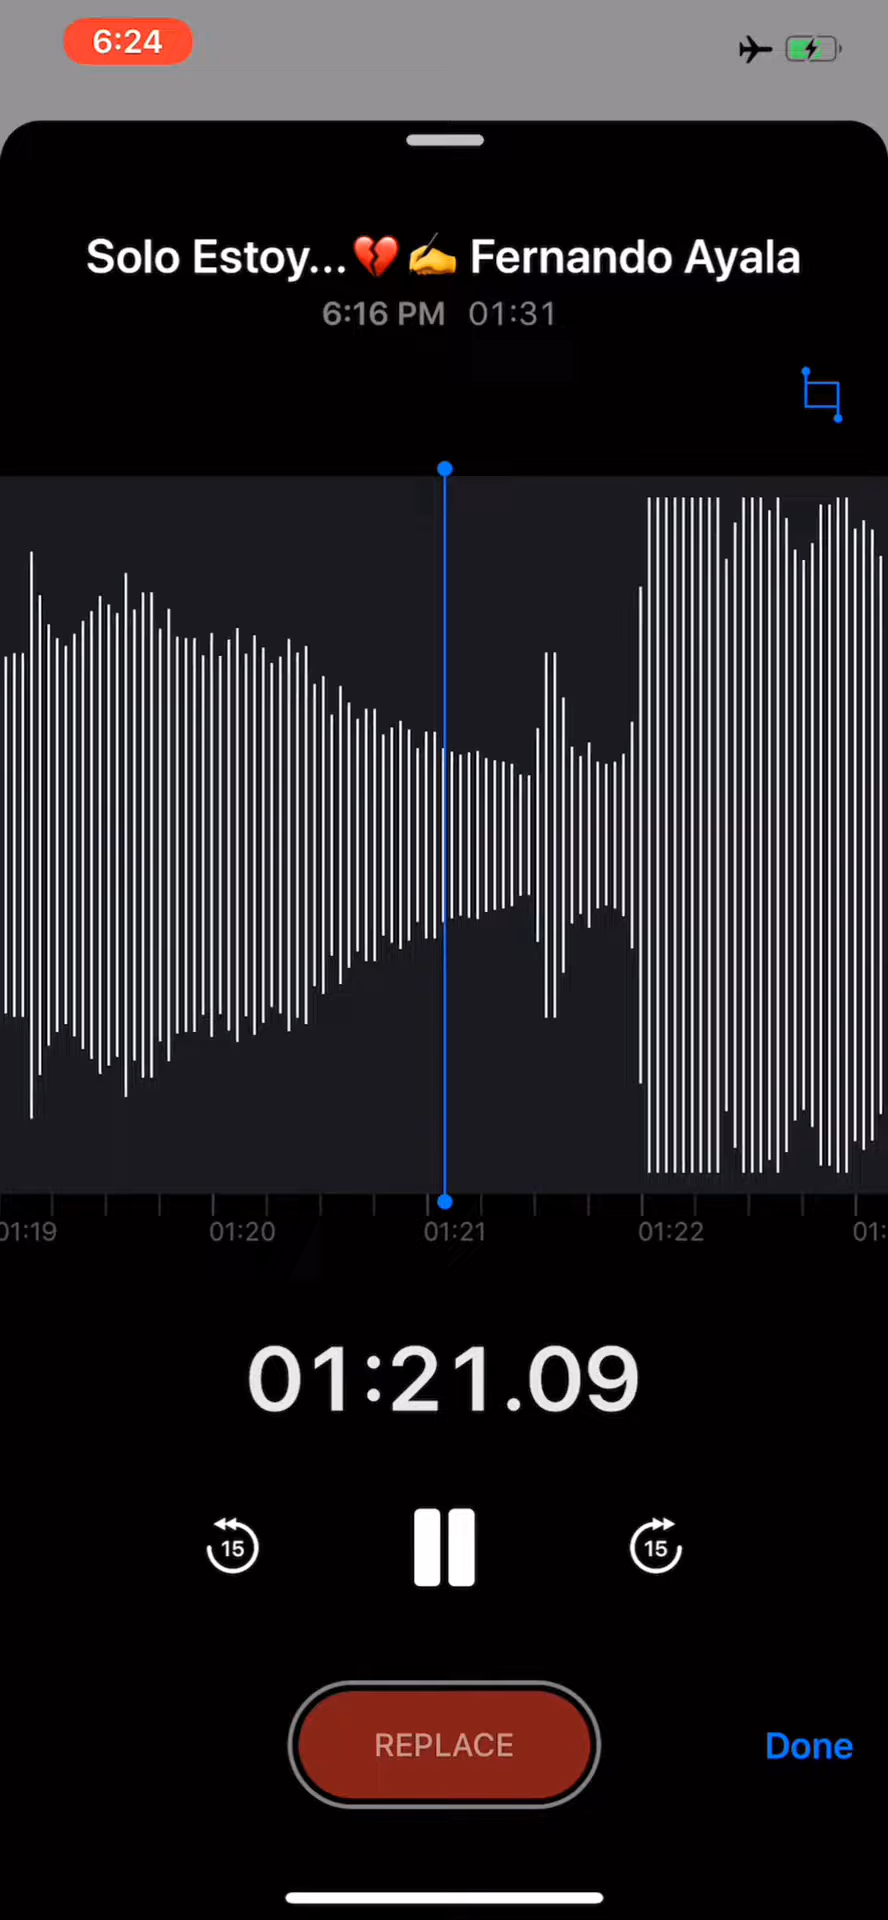 6:24
Solo Estoy...💔✍️ Fernando Ayala
6:16 PM 01:31
01:19 01:20 01:21 01:22 01:
01:21.09
15 15
REPLACE
Done